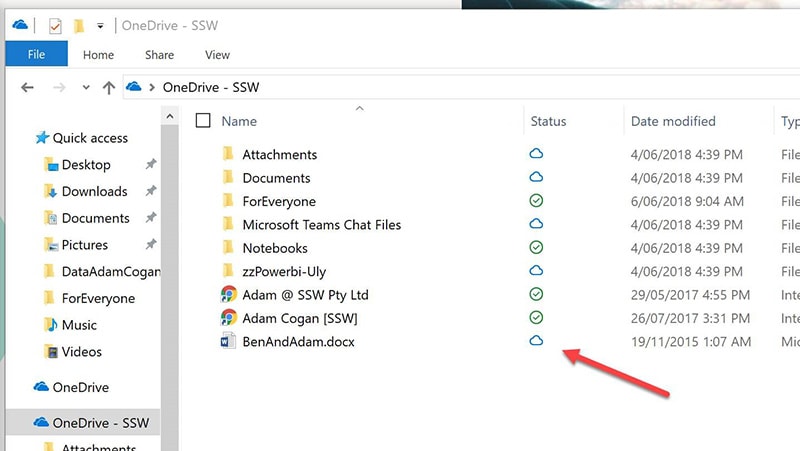 OneDrive - SSW
File Home Share View
OneDrive - SSW
Quick access
Desktop
Downloads
Documents
Pictures
DataAdamCogan
ForEveryone
Music
Videos
OneDrive
OneDrive - SSW
Attachments
Name Status Date modified Typ
Attachments 4/06/2018 4:39 PM File
Documents 4/06/2018 4:39 PM File
ForEveryone 6/06/2018 9:04 AM File
Microsoft Teams Chat Files 4/06/2018 4:39 PM File
Notebooks 4/06/2018 4:39 PM File
zzPowerbi-Uly 4/06/2018 4:39 PM File
Adam @ SSW Pty Ltd 29/05/2017 4:55 PM Inte
Adam Cogan [SSW] 26/07/2017 3:31 PM Inte
BenAndAdam.docx 19/11/2015 1:07 AM Mic